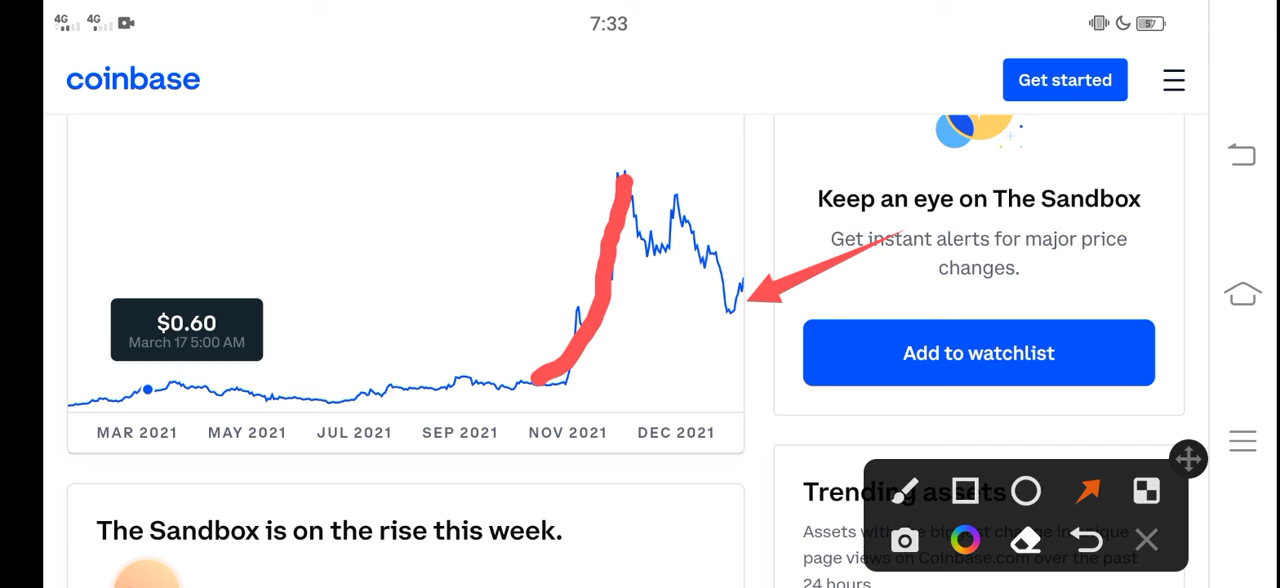 4G 4G 7:33 57
coinbase
Get started
Keep an eye on The Sandbox
Get instant alerts for major price
changes.
$0.60
March 17 5:00 AM
Add to watchlist
MAR 2021 MAY 2021 JUL 2021 SEP 2021 NOV 2021 DEC 2021
Trending assets
The Sandbox is on the rise this week.
Assets with the biggest change in unique
page views on Coinbase.com over the past
24 hours